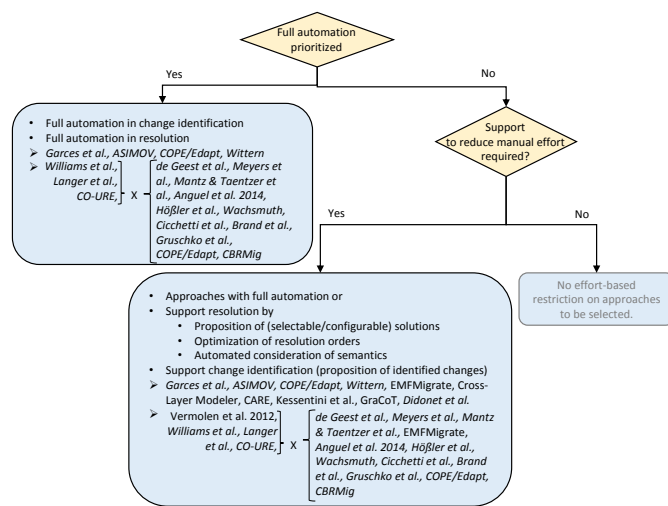 Full automation
prioritized
Yes
No
• Full automation in change identification
• Full automation in resolution
➢ Garces et al., ASIMOV, COPE/Edapt, Wittern
➢ Williams et al.,
Langer et al.,
CO-URE,
X
de Geest et al., Meyers et
al., Mantz & Taentzer et
al., Anguel et al. 2014,
Hößler et al., Wachsmuth,
Cicchetti et al., Brand et al.,
Gruschko et al.,
COPE/Edapt, CBRMig
Support
to reduce manual effort
required?
Yes
No
• Approaches with full automation or
• Support resolution by
• Proposition of (selectable/configurable) solutions
• Optimization of resolution orders
• Automated consideration of semantics
• Support change identification (proposition of identified changes)
➢ Garces et al., ASIMOV, COPE/Edapt, Wittern, EMFMigrate, Cross-
Layer Modeler, CARE, Kessentini et al., GraCoT, Didonet et al.
➢ Vermolen et al. 2012,
Williams et al., Langer
et al., CO-URE,
X
de Geest et al., Meyers et al., Mantz
& Taentzer et al., EMFMigrate,
Anguel et al. 2014, Hößler et al.,
Wachsmuth, Cicchetti et al., Brand
et al., Gruschko et al., COPE/Edapt,
CBRMig
No effort-based
restriction on approaches
to be selected.